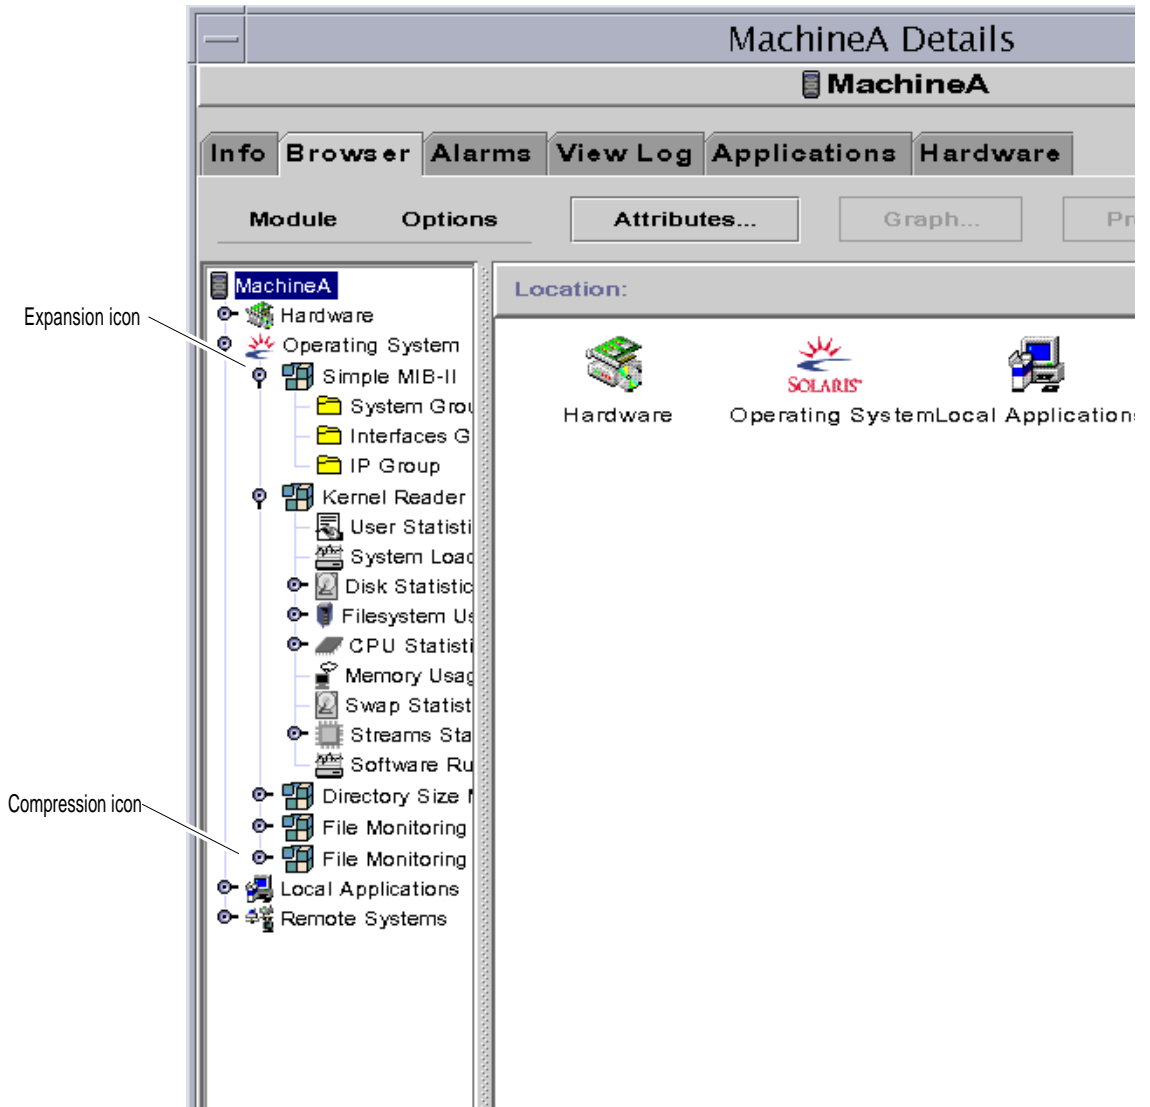 MachineA Details
MachineA
Info Browser Alarms View Log Applications Hardware
Module Options Attributes... Graph... Pr
MachineA
Location:
Expansion icon
Hardware
Operating System
Simple MIB-II
System Grou
Interfaces G
IP Group
Kernel Reader
User Statisti
System Load
Disk Statistic
Filesystem Us
CPU Statisti
Memory Usag
Swap Statist
Streams Sta
Software Ru
Compression icon
Directory Size M
File Monitoring
File Monitoring
Local Applications
Remote Systems
SOLARIS
Hardware Operating System Local Applications